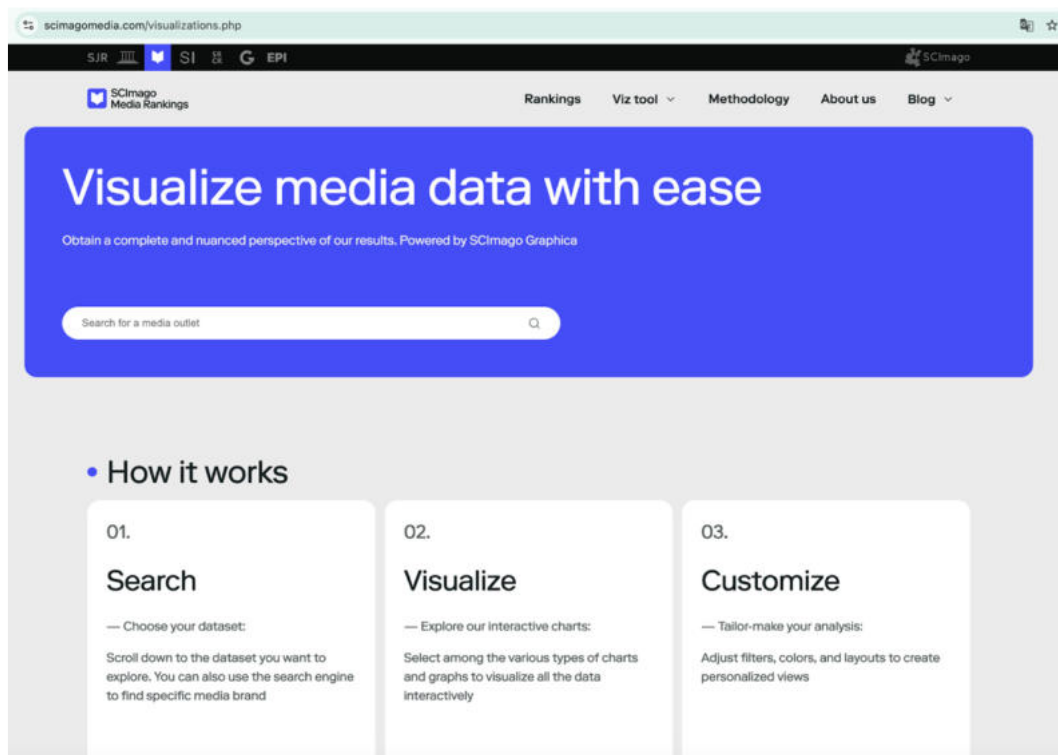 scimagomedia.com/visualizations.php
SJR SI G EPI
SCImago
SCImago
Media Rankings
Rankings Viz tool Methodology About us Blog
Visualize media data with ease
Obtain a complete and nuanced perspective of our results. Powered by SCImago Graphica
Search for a media outlet
• How it works
01.
Search
— Choose your dataset:
Scroll down to the dataset you want to
explore. You can also use the search engine
to find specific media brand
02.
Visualize
— Explore our interactive charts:
Select among the various types of charts
and graphs to visualize all the data
interactively
03.
Customize
— Tailor-make your analysis:
Adjust filters, colors, and layouts to create
personalized views